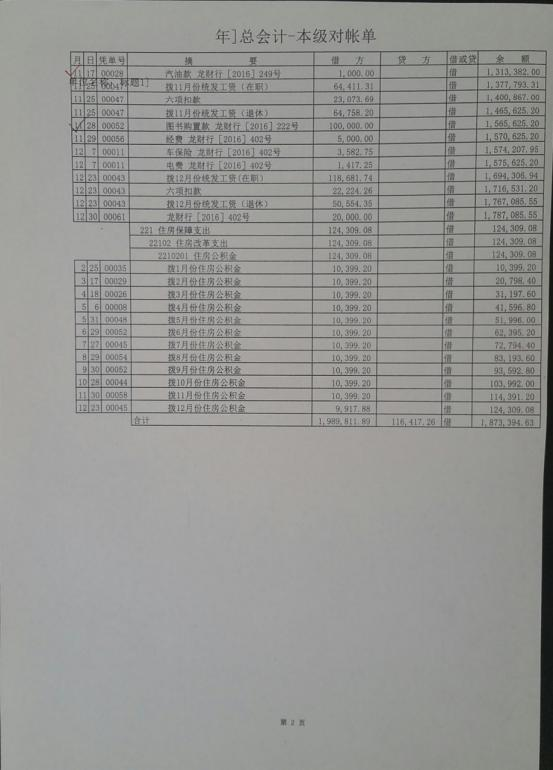 年]总会计-本级对帐单
月 日 凭单号 摘 要 借 方 贷 方 借或贷 余 额
11 17 00028 汽油款 龙财行［2016］249号 1,000.00 借 1,313,382.00
标题1]
11 25 00047 拨11月份统发工资（在职） 64,411.31 借 1,377,793.31
11 25 00047 六项扣款 23,073.69 借 1,400,867.00
11 25 00047 拨11月份统发工资（退休） 64,758.20 借 1,465,625.20
11 28 00052 图书购置款 龙财行［2016］222号 100,000.00 借 1,565,625.20
11 29 00056 经费 龙财行［2016］402号 5,000.00 借 1,570,625.20
12 7 00011 车保险 龙财行［2016］402号 3,582.75 借 1,574,207.95
12 7 00011 电费 龙财行［2016］402号 1,417.25 借 1,575,625.20
12 23 00043 拨12月份统发工资(在职) 118,681.74 借 1,694,306.94
12 23 00043 六项扣款 22,224.26 借 1,716,531.20
12 23 00043 拨12月份统发工资（退休） 50,554.35 借 1,767,085.55
12 30 00061 龙财行［2016］402号 20,000.00 借 1,787,085.55
221 住房保障支出 124,309.08 借 124,309.08
22102 住房改革支出 124,309.08 借 124,309.08
2210201 住房公积金 124,309.08 借 124,309.08
2 25 00035 拨1月份住房公积金 10,399.20 借 10,399.20
3 17 00029 拨2月份住房公积金 10,399.20 借 20,798.40
4 18 00026 拨3月份住房公积金 10,399.20 借 31,197.60
5 6 00008 拨4月份住房公积金 10,399.20 借 41,596.80
5 31 00048 拨5月份住房公积金 10,399.20 借 51,996.00
6 29 00052 拨6月份住房公积金 10,399.20 借 62,395.20
7 27 00045 拨7月份住房公积金 10,399.20 借 72,794.40
8 29 00054 拨8月份住房公积金 10,399.20 借 83,193.60
9 30 00052 拨9月份住房公积金 10,399.20 借 93,592.80
10 28 00044 拨10月份住房公积金 10,399.20 借 103,992.00
11 30 00058 拨11月份住房公积金 10,399.20 借 114,391.20
12 23 00045 拨12月份住房公积金 9,917.88 借 124,309.08
合计 1,989,811.89 116,417.26 借 1,873,394.63
第 2 页